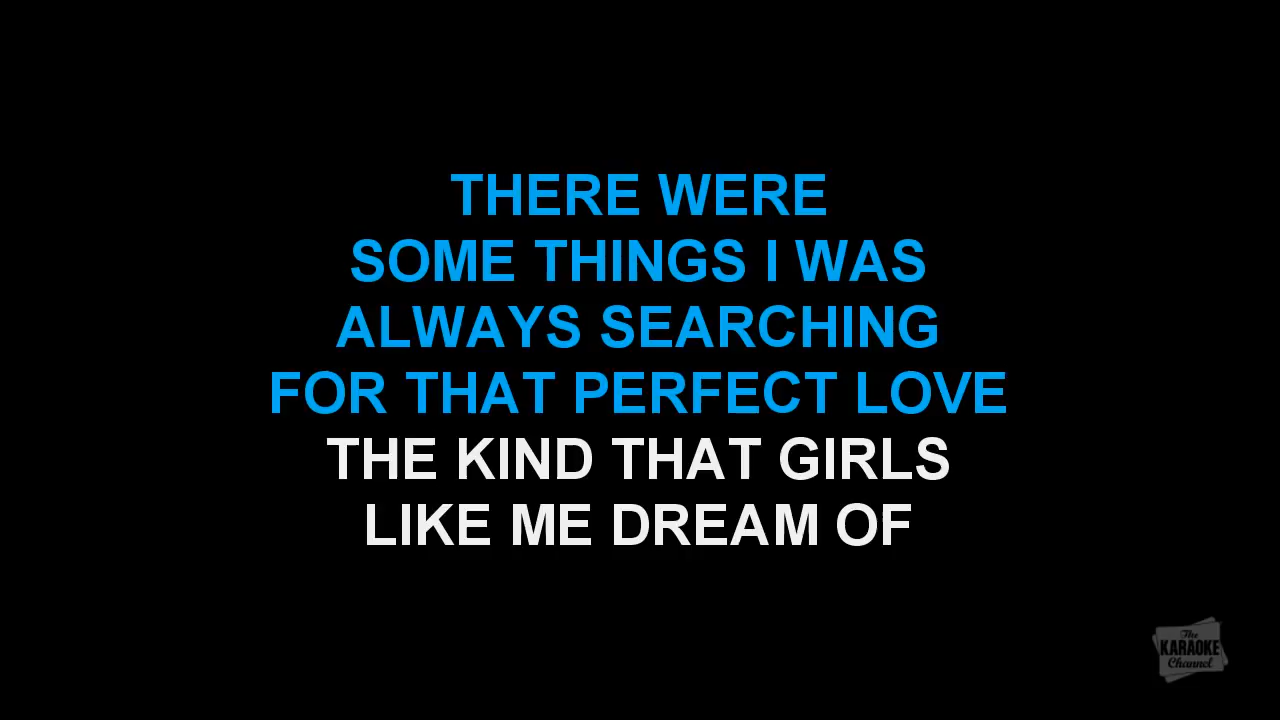 THERE WERE
SOME THINGS I WAS
ALWAYS SEARCHING
FOR THAT PERFECT LOVE
THE KIND THAT GIRLS
LIKE ME DREAM OF
The
KARAOKE
Channel